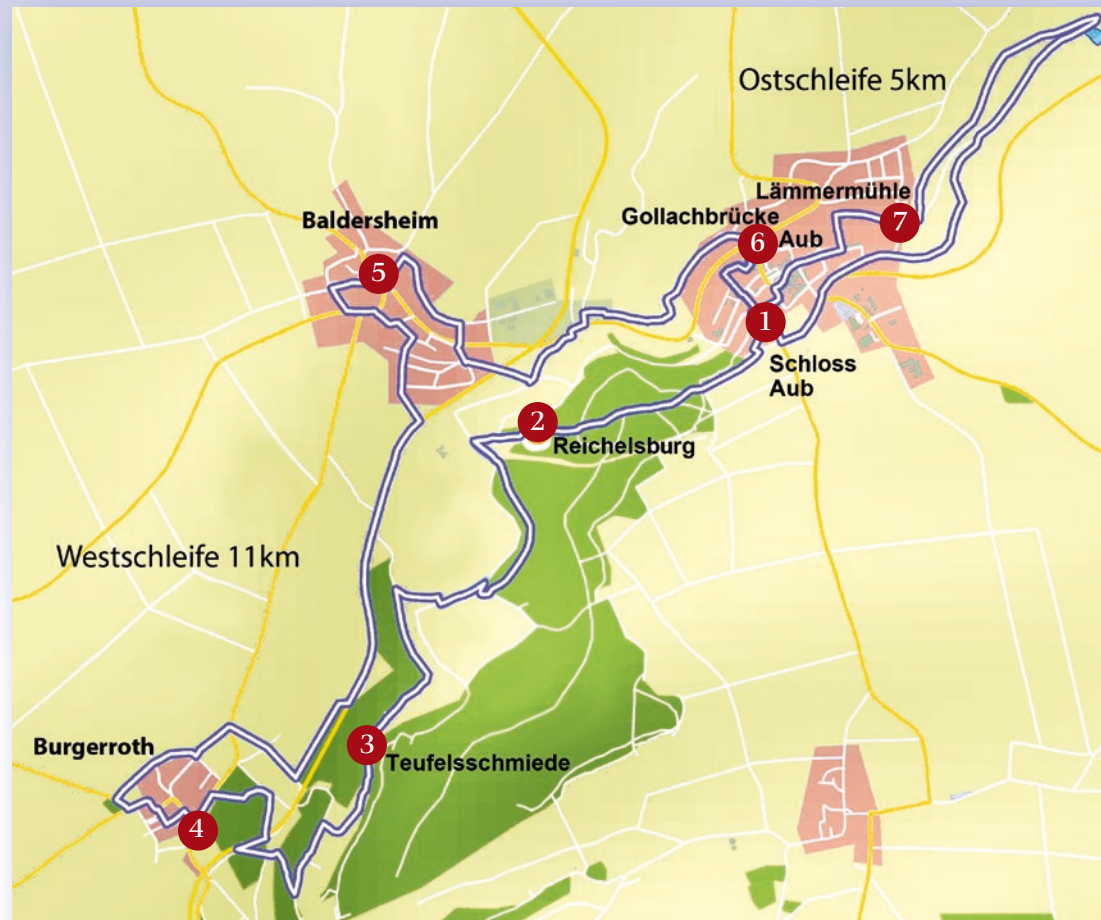 Ostschleife 5km
Lämmermühle
Gollachbrücke
7
Baldersheim
6
Aub
5
1
Schloss
Aub
2
Reichelsburg
Westschleife 11km
Burgerroth
3
Teufelsschmiede
4